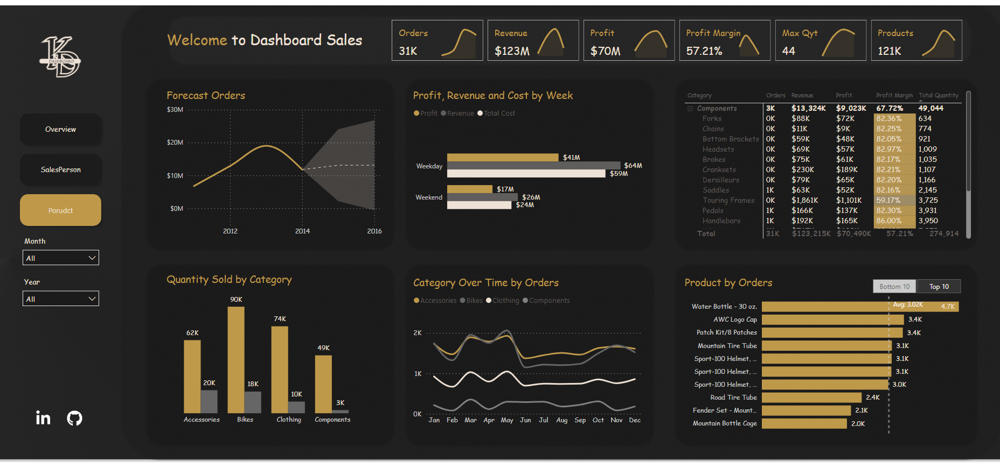 KD
DASHBOARD
Overview
SalesPerson
Porudct
Month
All
Year
All
in
Welcome to Dashboard Sales
Orders
31K
Revenue
$123M
Profit
$70M
Profit Margin
57.21%
Max Qyt
44
Products
121K
Forecast Orders
$30M
$20M
$10M
$0M
2012 2014 2016
Profit, Revenue and Cost by Week
Profit Revenue Total Cost
Weekday
$41M
$64M
$59M
Weekend
$17M
$26M
$24M
Category Orders Revenue Profit Profit Margin Total Quantity
Components 3K $13,324K $9,023K 67.72% 49,044
Forks 0K $88K $72K 82.36% 634
Chains 0K $11K $9K 82.25% 774
Bottom Brackets 0K $59K $48K 82.05% 921
Headsets 0K $69K $57K 82.97% 1,009
Brakes 0K $75K $61K 82.17% 1,035
Cranksets 0K $230K $189K 82.21% 1,107
Derailleurs 0K $79K $65K 82.20% 1,166
Saddles 1K $63K $52K 82.16% 2,145
Touring Frames 0K $1,861K $1,101K 59.17% 3,725
Pedals 1K $166K $137K 82.30% 3,931
Handlebars 1K $192K $165K 86.00% 3,950
Total 31K $123,215K $70,490K 57.21% 274,914
Quantity Sold by Category
62K 20K
90K 18K
74K 10K
49K 3K
Accessories Bikes Clothing Components
Category Over Time by Orders
Accessories Bikes Clothing Components
2K
1K
0K
Jan Feb Mar Apr May Jun Jul Aug Sep Oct Nov Dec
Product by Orders
Bottom 10 Top 10
Avg: 3.02K
Water Bottle - 30 oz. 4.7K
AWC Logo Cap 3.4K
Patch Kit/8 Patches 3.4K
Mountain Tire Tube 3.1K
Sport-100 Helmet, ... 3.1K
Sport-100 Helmet, ... 3.1K
Sport-100 Helmet, ... 3.0K
Road Tire Tube 2.4K
Fender Set - Mount... 2.1K
Mountain Bottle Cage 2.0K